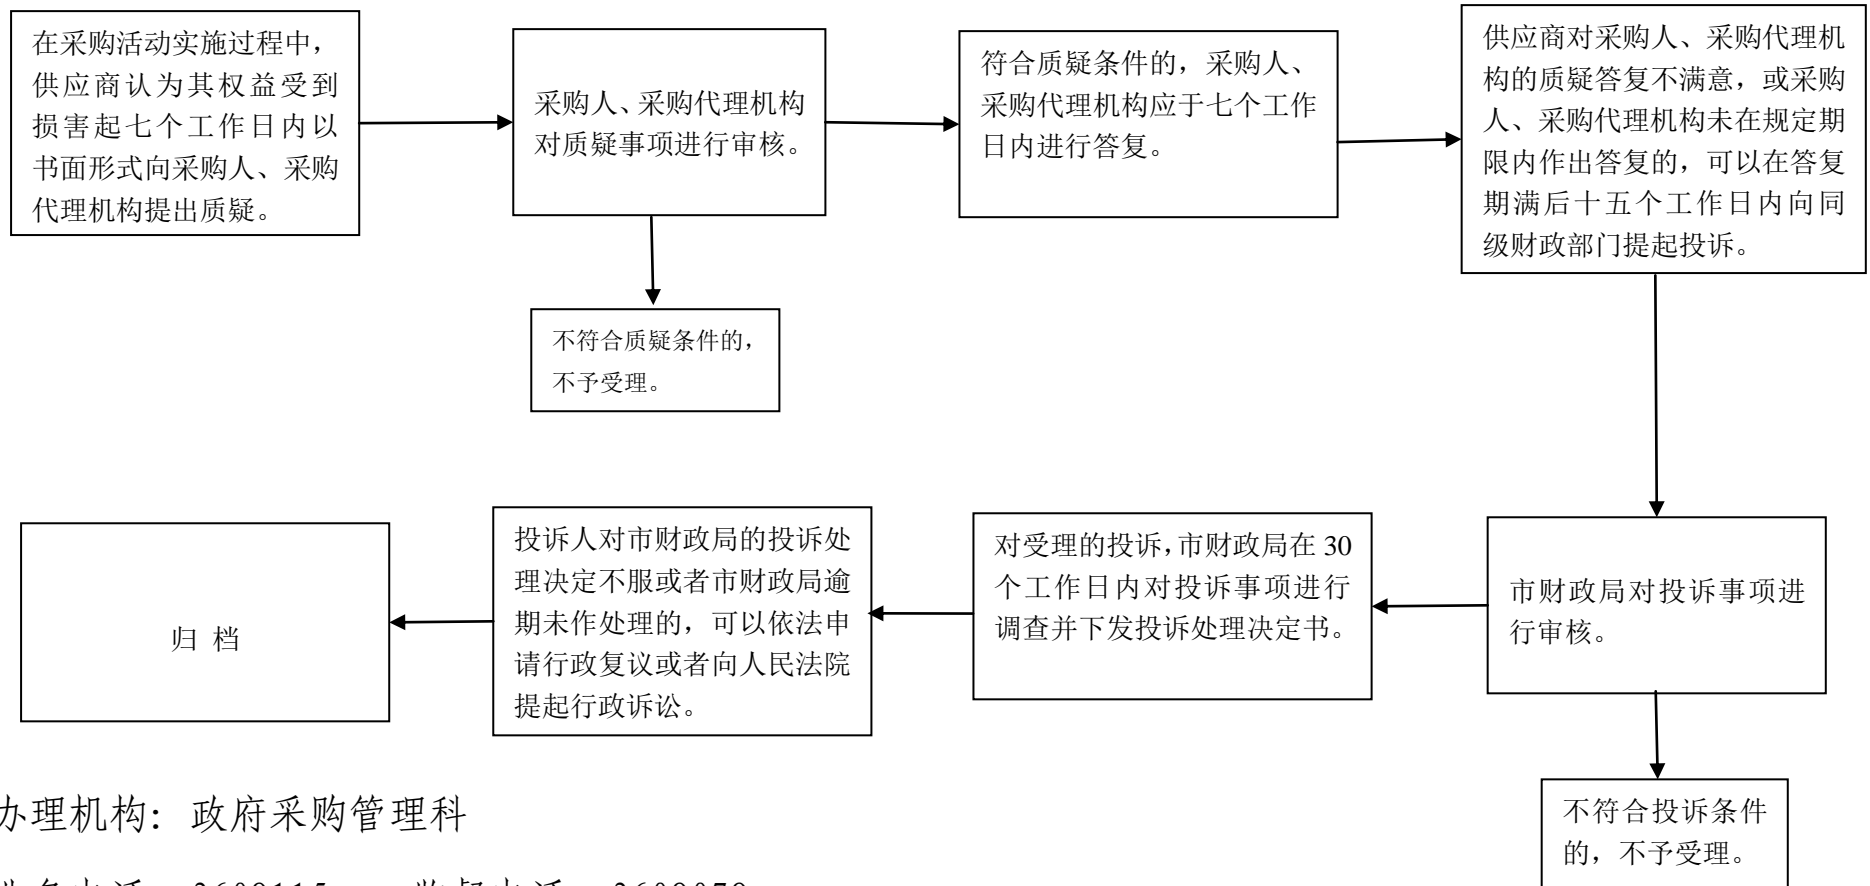 在采购活动实施过程中，
供应商认为其权益受到
损害起七个工作日内以
书面形式向采购人、采购
代理机构提出质疑。
采购人、采购代理机构
对质疑事项进行审核。
不符合质疑条件的，
不予受理。
符合质疑条件的，采购人、
采购代理机构应于七个工作
日内进行答复。
供应商对采购人、采购代理机
构的质疑答复不满意，或采购
人、采购代理机构未在规定期
限内作出答复的，可以在答复
期满后十五个工作日内向同
级财政部门提起投诉。
市财政局对投诉事项进
行审核。
不符合投诉条件
的，不予受理。
对受理的投诉，市财政局在 30
个工作日内对投诉事项进行
调查并下发投诉处理决定书。
投诉人对市财政局的投诉处
理决定不服或者市财政局逾
期未作处理的，可以依法申
请行政复议或者向人民法院
提起行政诉讼。
归 档
办理机构：政府采购管理科